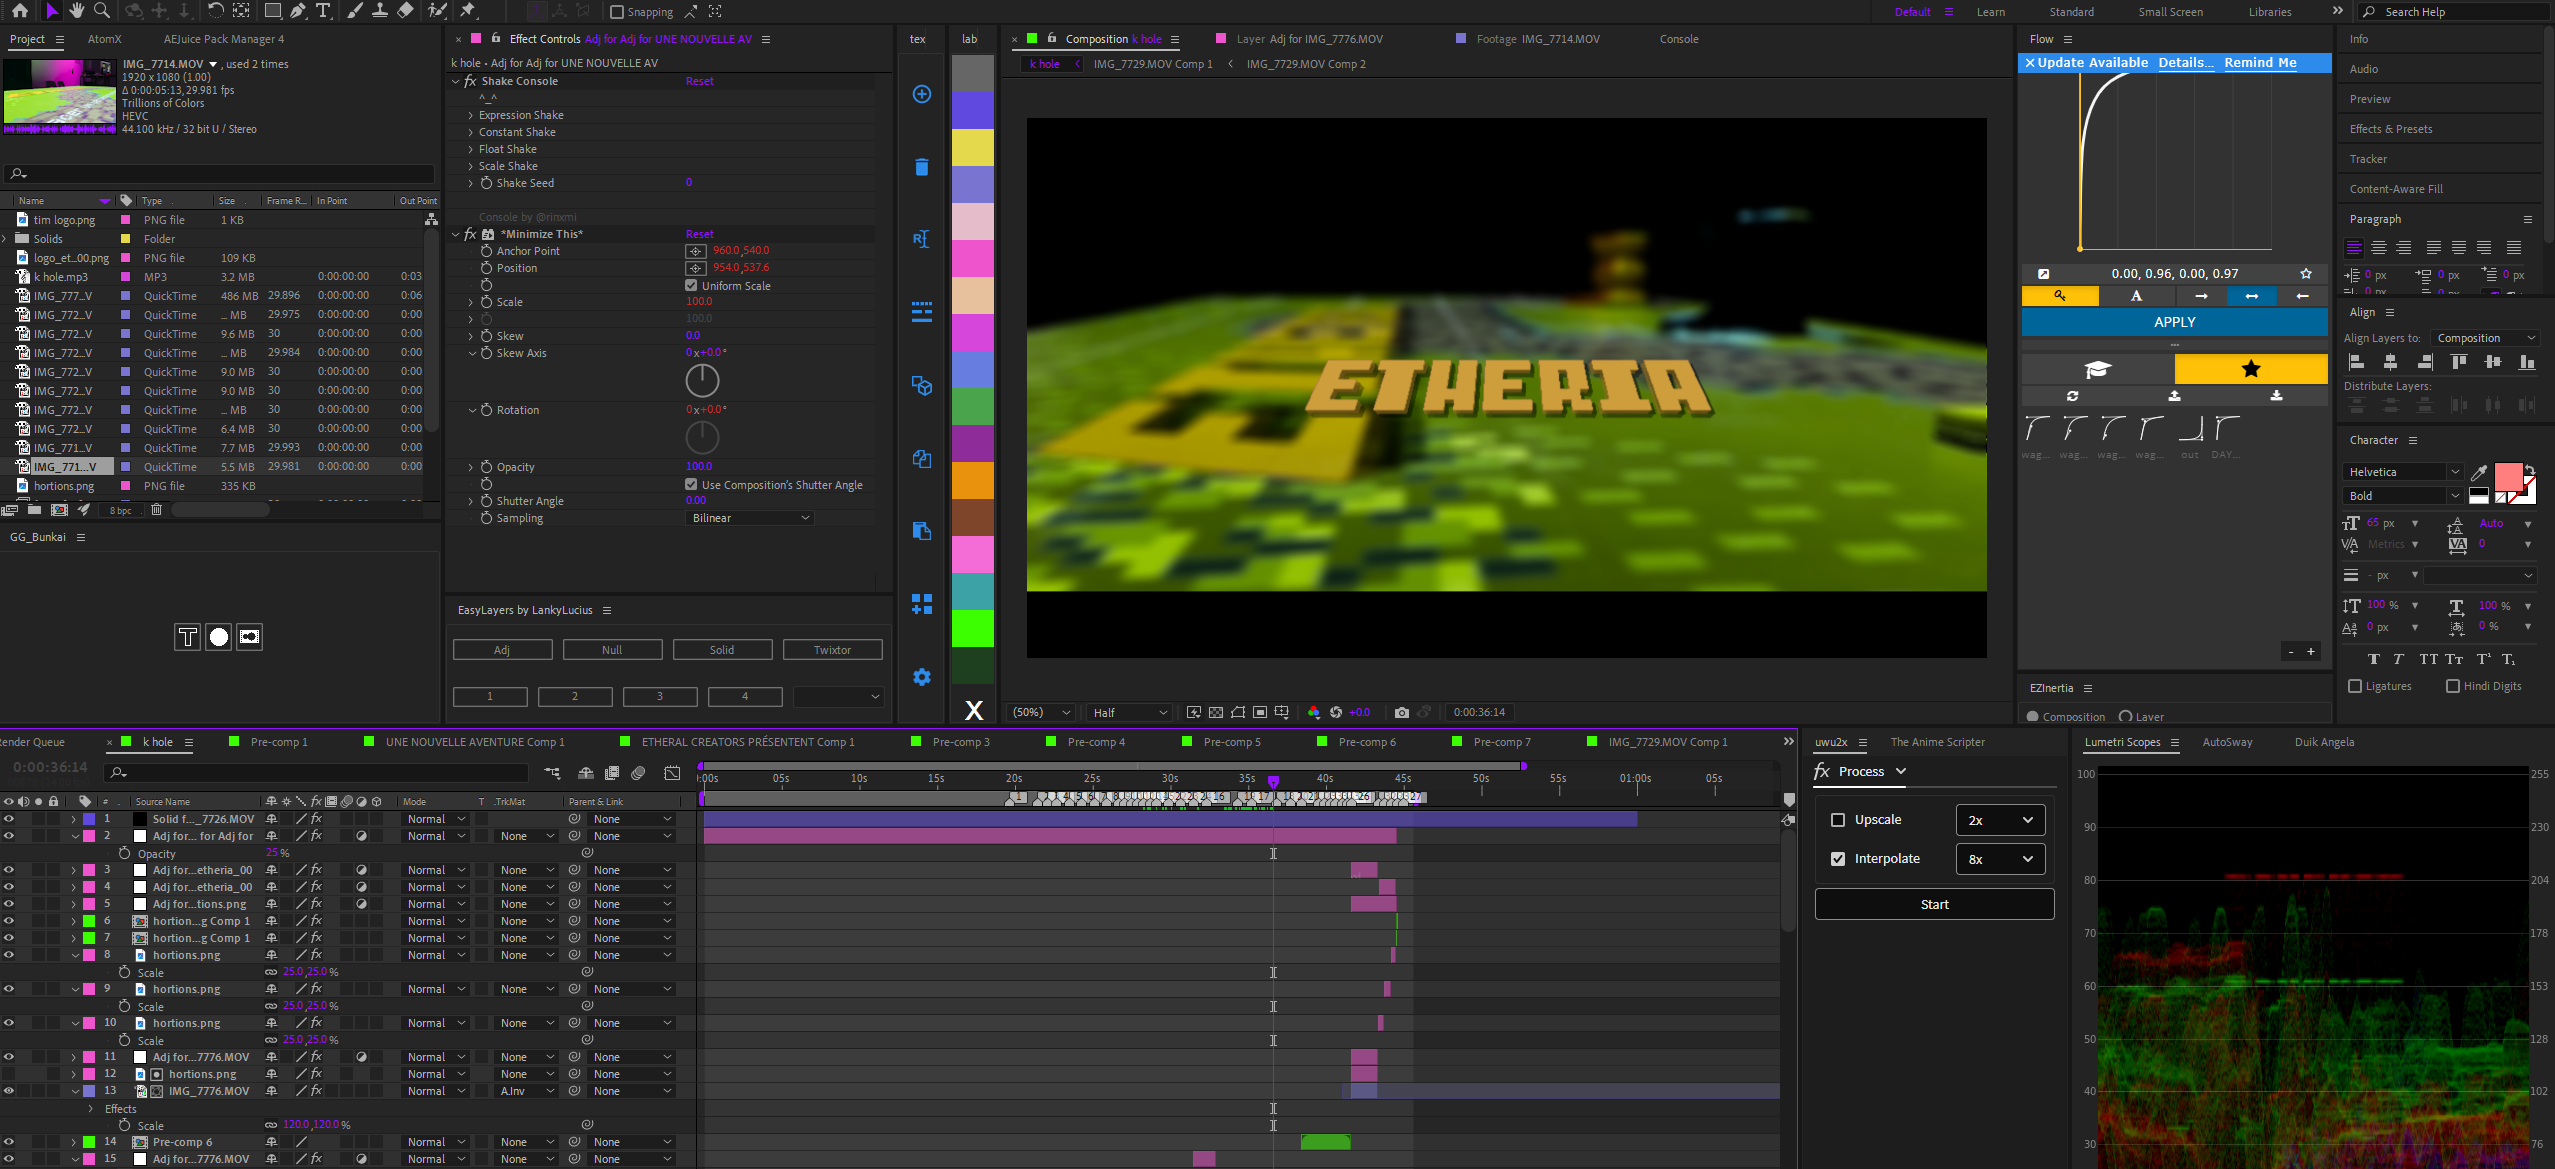 Snapping
Default
Learn
Standard
Small Screen
Libraries
Search Help
Project
AtomX
AEJuice Pack Manager 4
IMG_7714.MOV , used 2 times
1920 x 1080 (1.00)
Δ 0:00:05:13, 29.981 fps
Trillions of Colors
HEVC
44.100 kHz / 32 bit U / Stereo
Name Type Size Frame R... In Point Out Point
tim logo.png PNG file 1 KB
Solids Folder
logo_et...00.png PNG file 109 KB
k hole.mp3 MP3 3.2 MB 0:00:00:00 0:03
IMG_777...V QuickTime 486 MB 29.896 0:00:00:00 0:06
IMG_772...V QuickTime ... MB 29.975 0:00:00:00 0:00
IMG_772...V QuickTime 9.6 MB 30 0:00:00:00 0:00
IMG_772...V QuickTime ... MB 29.984 0:00:00:00 0:00
IMG_772...V QuickTime 9.0 MB 30 0:00:00:00 0:00
IMG_772...V QuickTime 9.0 MB 30 0:00:00:00 0:00
IMG_772...V QuickTime ... MB 30 0:00:00:00 0:00
IMG_772...V QuickTime 6.4 MB 30 0:00:00:00 0:00
IMG_771...V QuickTime 7.7 MB 29.993 0:00:00:00 0:00
IMG_771...V QuickTime 5.5 MB 29.981 0:00:00:00 0:00
hortions.png PNG file 335 KB
8 bpc
GG_Bunkai
Effect Controls Adj for Adj for UNE NOUVELLE AV
k hole • Adj for Adj for UNE NOUVELLE AV
fx Shake Console Reset
^_^
Expression Shake
Constant Shake
Float Shake
Scale Shake
Shake Seed 0
Console by @rinxmi
fx *Minimize This* Reset
Anchor Point 960.0,540.0
Position 954.0,537.6
Uniform Scale
Scale 100.0
100.0
Skew 0.0
Skew Axis 0x+0.0°
Rotation 0x+0.0°
Opacity 100.0
Use Composition's Shutter Angle
Shutter Angle 0.00
Sampling Bilinear
EasyLayers by LankyLucius
Adj Null Solid Twixtor
1 2 3 4
tex
lab
X
Composition k hole
Layer Adj for IMG_7776.MOV
Footage IMG_7714.MOV
Console
k hole IMG_7729.MOV Comp 1 IMG_7729.MOV Comp 2
ETHERIA
(50%) Half +0.0 0:00:36:14
Flow
Update Available Details... Remind Me
0.00, 0.96, 0.00, 0.97
A
APPLY
wag... wag... wag... wag... out DAY...
- +
EZInertia
Composition Layer
Info
Audio
Preview
Effects & Presets
Tracker
Content-Aware Fill
Paragraph
0 px 0 px 0 px
0 px 0 px
Align
Align Layers to: Composition
Distribute Layers:
Character
Helvetica
Bold
65 px Auto
Metrics 0
- px
100 % 100 %
0 px 0 %
Ligatures Hindi Digits
ender Queue
k hole
Pre-comp 1
UNE NOUVELLE AVENTURE Comp 1
ETHERAL CREATORS PRÉSENTENT Comp 1
Pre-comp 3
Pre-comp 4
Pre-comp 5
Pre-comp 6
Pre-comp 7
IMG_7729.MOV Comp 1
0:00:36:14
:00s 05s 10s 15s 20s 25s 30s 35s 40s 45s 50s 55s 01:00s 05s
# Source Name Mode T .TrkMat Parent & Link
1 Solid f..._7726.MOV Normal None
2 Adj for... for Adj for Normal None None
Opacity 25%
3 Adj for...etheria_00 Normal None None
4 Adj for...etheria_00 Normal None None
5 Adj for...tions.png Normal None None
6 hortion...g Comp 1 Normal None None
7 hortion...g Comp 1 Normal None None
8 hortions.png Normal None None
Scale 25.0,25.0%
9 hortions.png Normal None None
Scale 25.0,25.0%
10 hortions.png Normal None None
Scale 25.0,25.0%
11 Adj for...7776.MOV Normal None None
12 hortions.png Normal None None
13 IMG_7776.MOV Normal A.Inv None
Effects
Scale 120.0,120.0%
14 Pre-comp 6 Normal None None
15 Adj for...7776.MOV Normal None None
uwu2x
The Anime Scripter
fx Process
Upscale 2x
Interpolate 8x
Start
Lumetri Scopes
AutoSway
Duik Angela
100 255
90 230
80 204
70 178
60 153
50 128
40 102
30 76